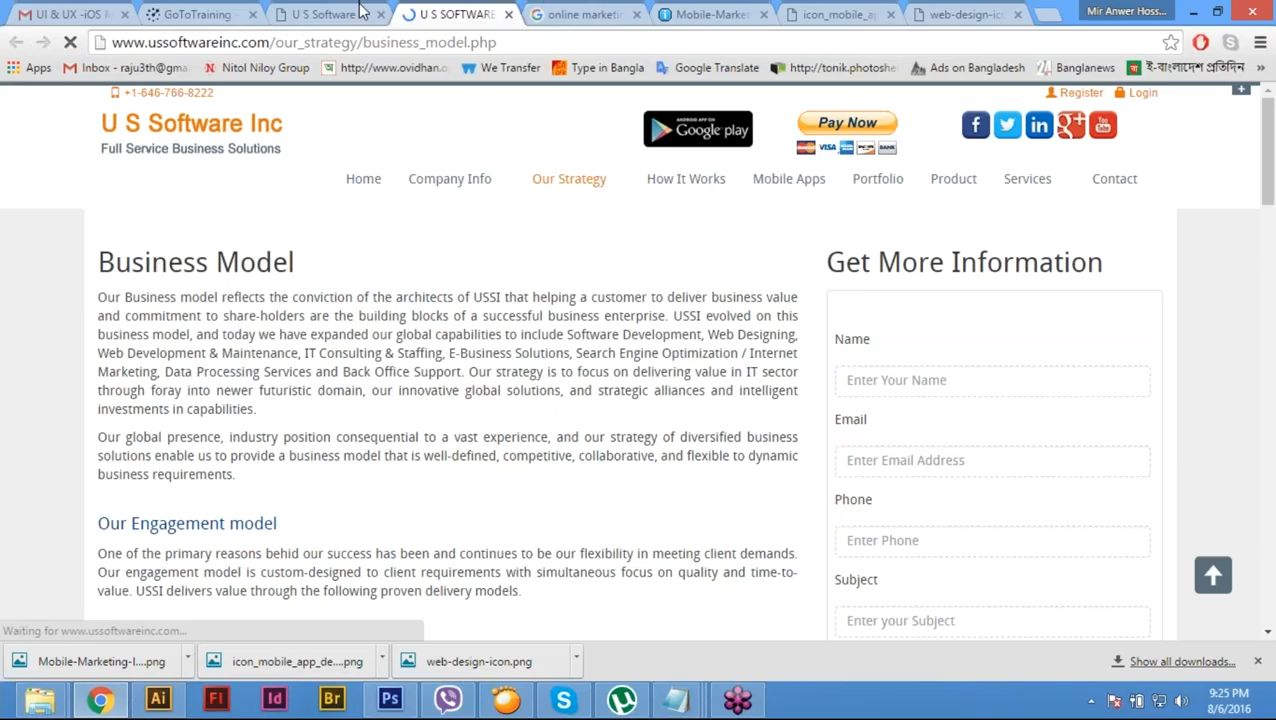 UI & UX -iOS
GoToTraining -
U S Software
U S SOFTWARE
online marketi
Mobile-Market
icon_mobile_ap
web-design-ic
Mir Anwer Hoss...
www.ussoftwareinc.com/our_strategy/business_model.php
Apps
Inbox - raju3th@gma
Nitol Niloy Group
http://www.ovidhan.o
We Transfer
Type in Bangla
Google Translate
http://tonik.photoshe
Ads on Bangladesh
Banglanews
ই-বাংলাদেশ প্রতিদিন
+1-646-766-8222
Register
Login
U S Software Inc
Full Service Business Solutions
ANDROID APP ON
Google play
Pay Now
VISA
BANK
You
Tube
Home
Company Info
Our Strategy
How It Works
Mobile Apps
Portfolio
Product
Services
Contact
Business Model
Our Business model reflects the conviction of the architects of USSI that helping a customer to deliver business value
and commitment to share-holders are the building blocks of a successful business enterprise. USSI evolved on this
business model, and today we have expanded our global capabilities to include Software Development, Web Designing,
Web Development & Maintenance, IT Consulting & Staffing, E-Business Solutions, Search Engine Optimization / Internet
Marketing, Data Processing Services and Back Office Support. Our strategy is to focus on delivering value in IT sector
through foray into newer futuristic domain, our innovative global solutions, and strategic alliances and intelligent
investments in capabilities.
Our global presence, industry position consequential to a vast experience, and our strategy of diversified business
solutions enable us to provide a business model that is well-defined, competitive, collaborative, and flexible to dynamic
business requirements.
Our Engagement model
One of the primary reasons behid our success has been and continues to be our flexibility in meeting client demands.
Our engagement model is custom-designed to client requirements with simultaneous focus on quality and time-to-
value. USSI delivers value through the following proven delivery models.
Get More Information
Name
Enter Your Name
Email
Enter Email Address
Phone
Enter Phone
Subject
Enter your Subject
Waiting for www.ussoftwareinc.com...
Mobile-Marketing-I....png
icon_mobile_app_de....png
web-design-icon.png
Show all downloads...
Ai
Fl
Id
Br
Ps
9:25 PM
8/6/2016